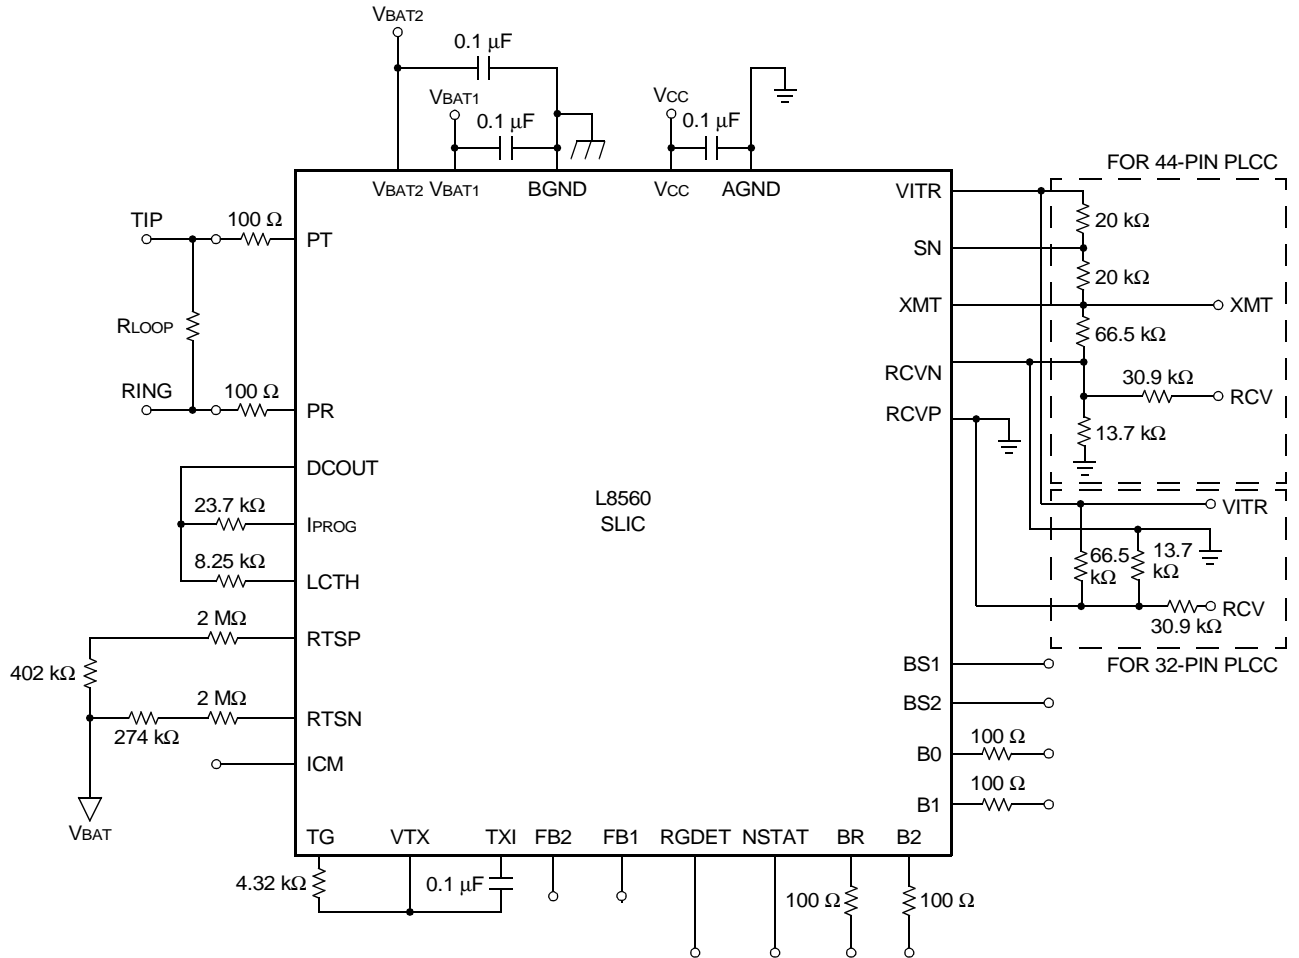 VBAT2
0.1 μF
VBAT1
0.1 μF
VCC
0.1 μF
FOR 44-PIN PLCC
VBAT2 VBAT1 BGND VCC AGND
VITR
20 kΩ
TIP
100 Ω
PT
SN
20 kΩ
XMT
XMT
RLOOP
66.5 kΩ
RCVN
30.9 kΩ
RCV
RING
100 Ω
PR
RCVP
13.7 kΩ
DCOUT
L8560
SLIC
23.7 kΩ
IPROG
VITR
8.25 kΩ
LCTH
66.5
kΩ
13.7
kΩ
RCV
30.9 kΩ
2 MΩ
RTSP
402 kΩ
BS1
FOR 32-PIN PLCC
2 MΩ
RTSN
274 kΩ
BS2
ICM
B0
100 Ω
B1
100 Ω
VBAT
TG VTX TXI FB2 FB1 RGDET NSTAT BR B2
4.32 kΩ
0.1 μF
100 Ω
100 Ω